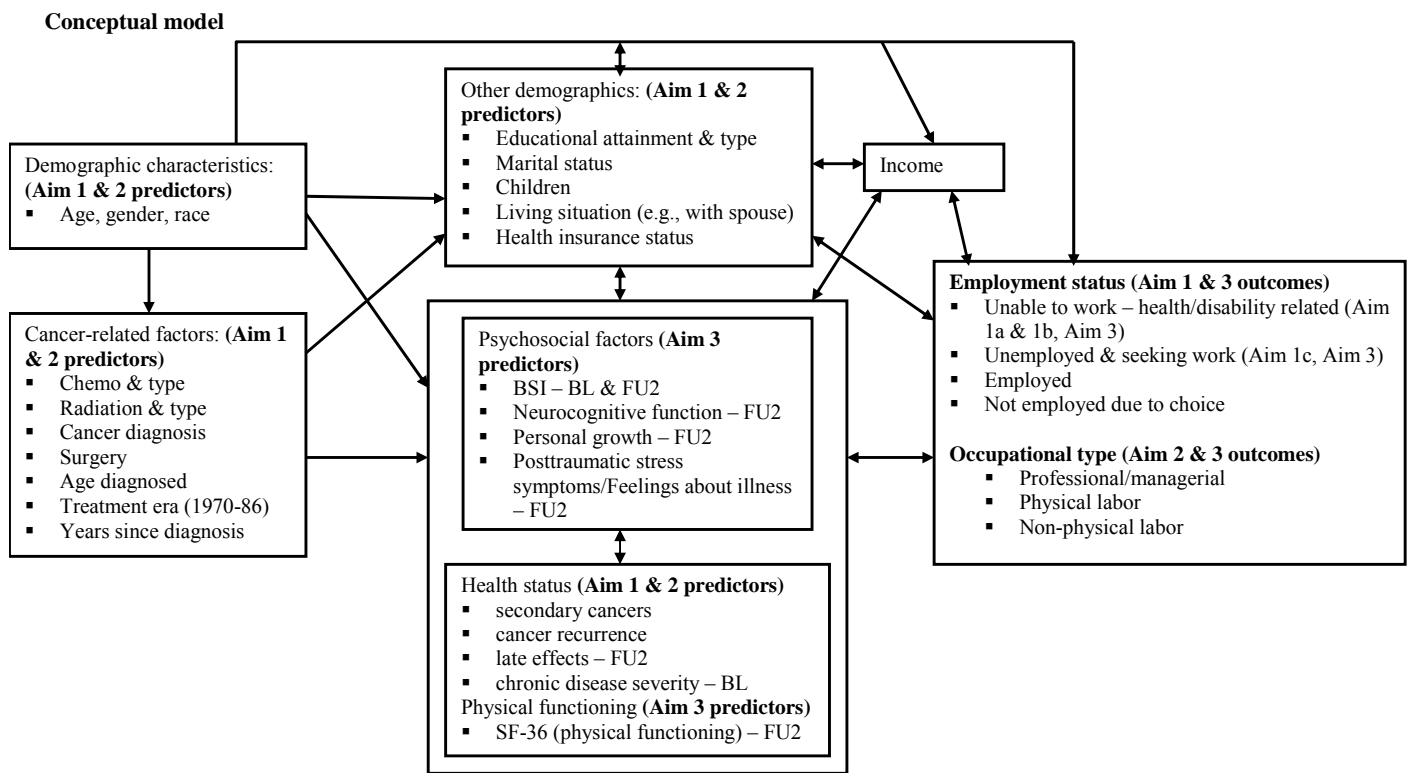 Conceptual model
Other demographics: (Aim 1 & 2
predictors)
▪ Educational attainment & type
▪ Marital status
▪ Children
▪ Living situation (e.g., with spouse)
▪ Health insurance status
Demographic characteristics:
(Aim 1 & 2 predictors)
▪ Age, gender, race
Income
Cancer-related factors: (Aim 1
& 2 predictors)
▪ Chemo & type
▪ Radiation & type
▪ Cancer diagnosis
▪ Surgery
▪ Age diagnosed
▪ Treatment era (1970-86)
▪ Years since diagnosis
Psychosocial factors (Aim 3
predictors)
▪ BSI – BL & FU2
▪ Neurocognitive function – FU2
▪ Personal growth – FU2
▪ Posttraumatic stress
symptoms/Feelings about illness
– FU2
Health status (Aim 1 & 2 predictors)
▪ secondary cancers
▪ cancer recurrence
▪ late effects – FU2
▪ chronic disease severity – BL
Physical functioning (Aim 3 predictors)
▪ SF-36 (physical functioning) – FU2
Employment status (Aim 1 & 3 outcomes)
▪ Unable to work – health/disability related (Aim
1a & 1b, Aim 3)
▪ Unemployed & seeking work (Aim 1c, Aim 3)
▪ Employed
▪ Not employed due to choice
Occupational type (Aim 2 & 3 outcomes)
▪ Professional/managerial
▪ Physical labor
▪ Non-physical labor